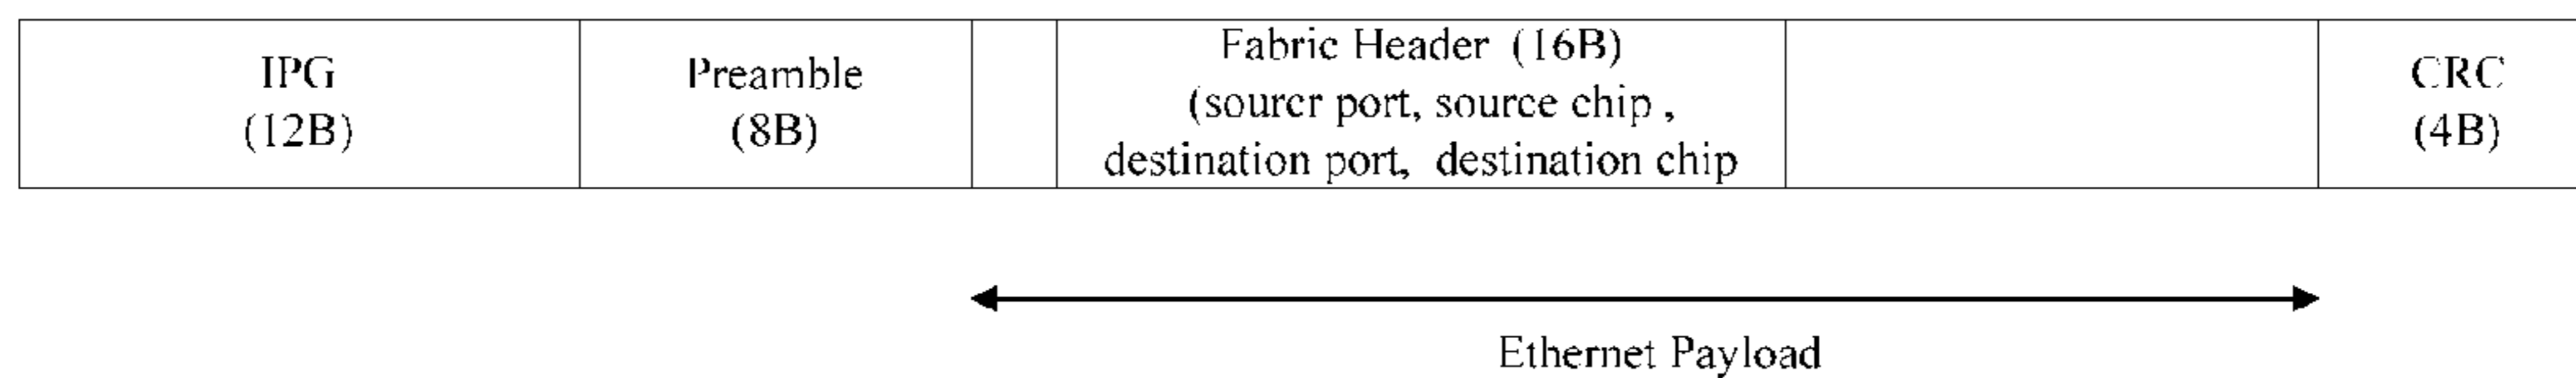 IPG
(12B)
Preamble
(8B)
Fabric Header (16B)
(sourcr port, source chip ,
destination port, destination chip
CRC
(4B)
Ethernet Payload